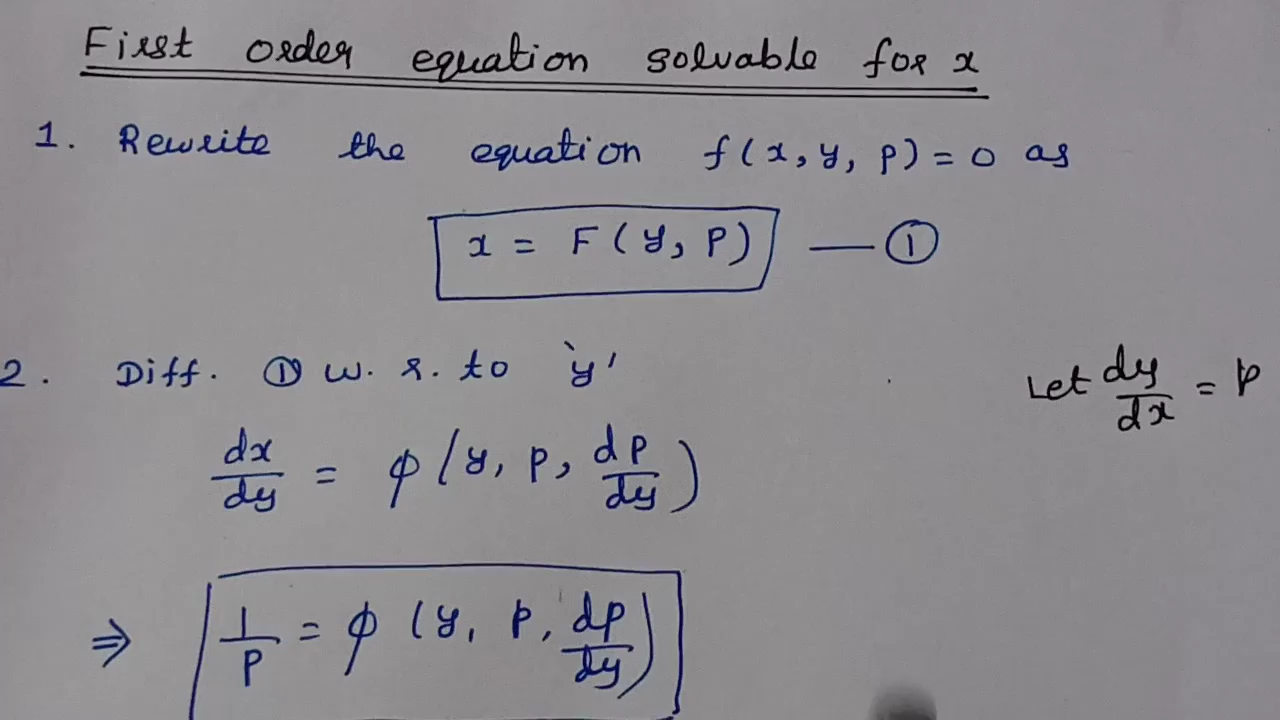 First order equation solvable for x
1. Rewrite the equation f(x, y, p) = 0 as
x = F(y, p) — ①
2. Diff. ① w. r. to 'y'
Let dy/dx = p
dx/dy = φ(y, p, dp/dy)
⇒ 1/p = φ(y, p, dp/dy)